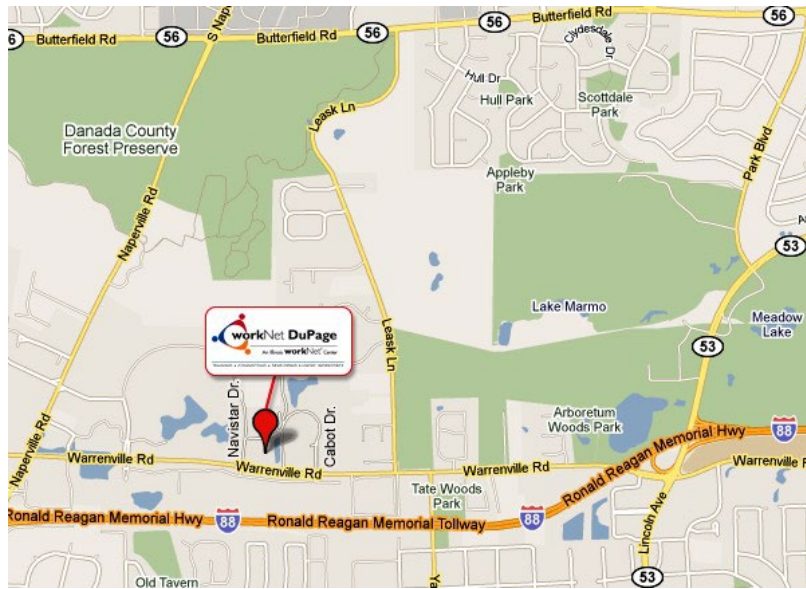 56
Butterfield Rd
56
Butterfield Rd
56
Butterfield Rd
56
S Nap
Clydesdale
Dr
Hull Dr
Hull Park
Scottdale
Park
Leask Ln
Danada County
Forest Preserve
Appleby
Park
Park Blvd
53
Naperville Rd
Lake Marmo
Meadow
Lake
Leask Ln
53
workNet DuPage
An Illinois workNet Center
Navistar Dr.
Cabot Dr.
Arboretum
Woods Park
88
Naperville Rd
Warrenville Rd
Warrenville Rd
Warrenville Rd
Warrenville R
Ronald Reagan Memorial Hwy
Tate Woods
Park
Ronald Reagan Memorial Hwy
88
Ronald Reagan Memorial Tollway
88
Lincoln Ave
53
Old Tavern
Ya